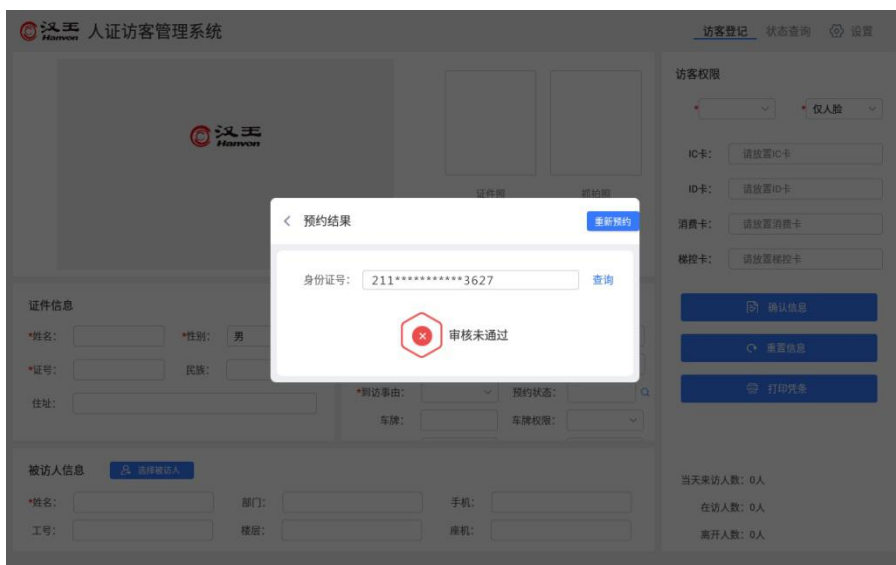 汉王 Hanvon 人证访客管理系统 访客登记 状态查询 设置
汉王
Hanvon
证件照 抓拍照
访客权限
* * 仅人脸
IC卡: 请放置IC卡
ID卡: 请放置ID卡
消费卡: 请放置消费卡
梯控卡: 请放置梯控卡
确认信息
重置信息
打印凭条
预约结果 重新预约
身份证号: 211***********3627 查询
审核未通过
证件信息
*姓名: *性别: 男
*证号: 民族:
住址:
*到访事由: 预约状态:
车牌: 车牌权限:
被访人信息 选择被访人
*姓名: 部门: 手机:
工号: 楼层: 座机:
当天来访人数: 0人
在访人数: 0人
离开人数: 0人